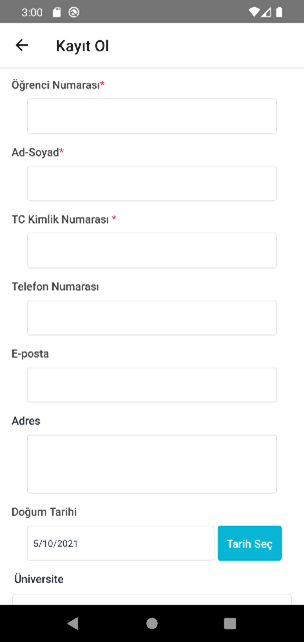 3:00
Kayıt Ol
Öğrenci Numarası*
Ad-Soyad*
TC Kimlik Numarası *
Telefon Numarası
E-posta
Adres
Doğum Tarihi
5/10/2021
Tarih Seç
Üniversite